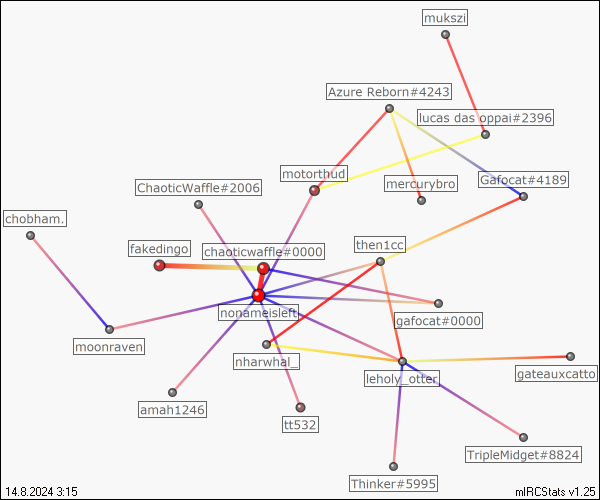 mukszi
Azure Reborn#4243
lucas das oppai#2396
motorthud
mercurybro
Gafocat#4189
ChaoticWaffle#2006
chobham.
fakedingo
chaoticwaffle#0000
then1cc
nonameisleft
gafocat#0000
moonraven
nharwhal_
leholy_otter
gateauxcatto
amah1246
tt532
TripleMidget#8824
Thinker#5995
14.8.2024 3:15
mIRCStats v1.25